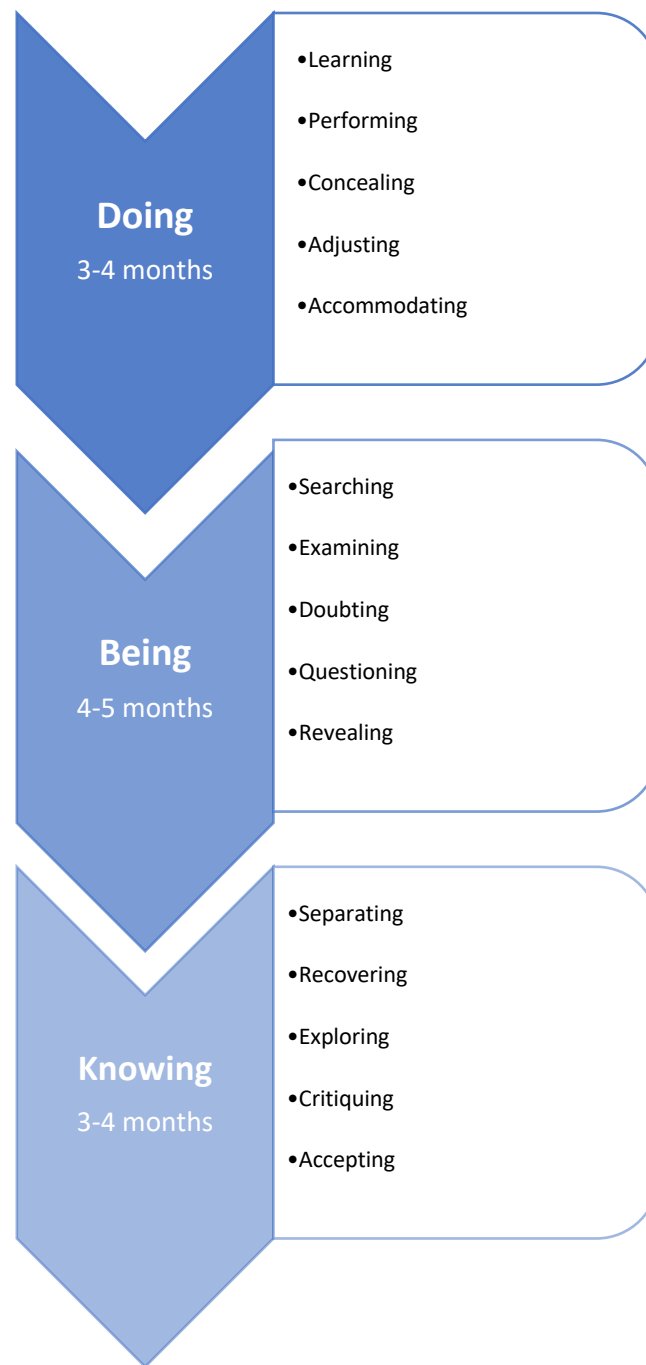 Doing
3-4 months
•Learning
•Performing
•Concealing
•Adjusting
•Accommodating
Being
4-5 months
•Searching
•Examining
•Doubting
•Questioning
•Revealing
Knowing
3-4 months
•Separating
•Recovering
•Exploring
•Critiquing
•Accepting